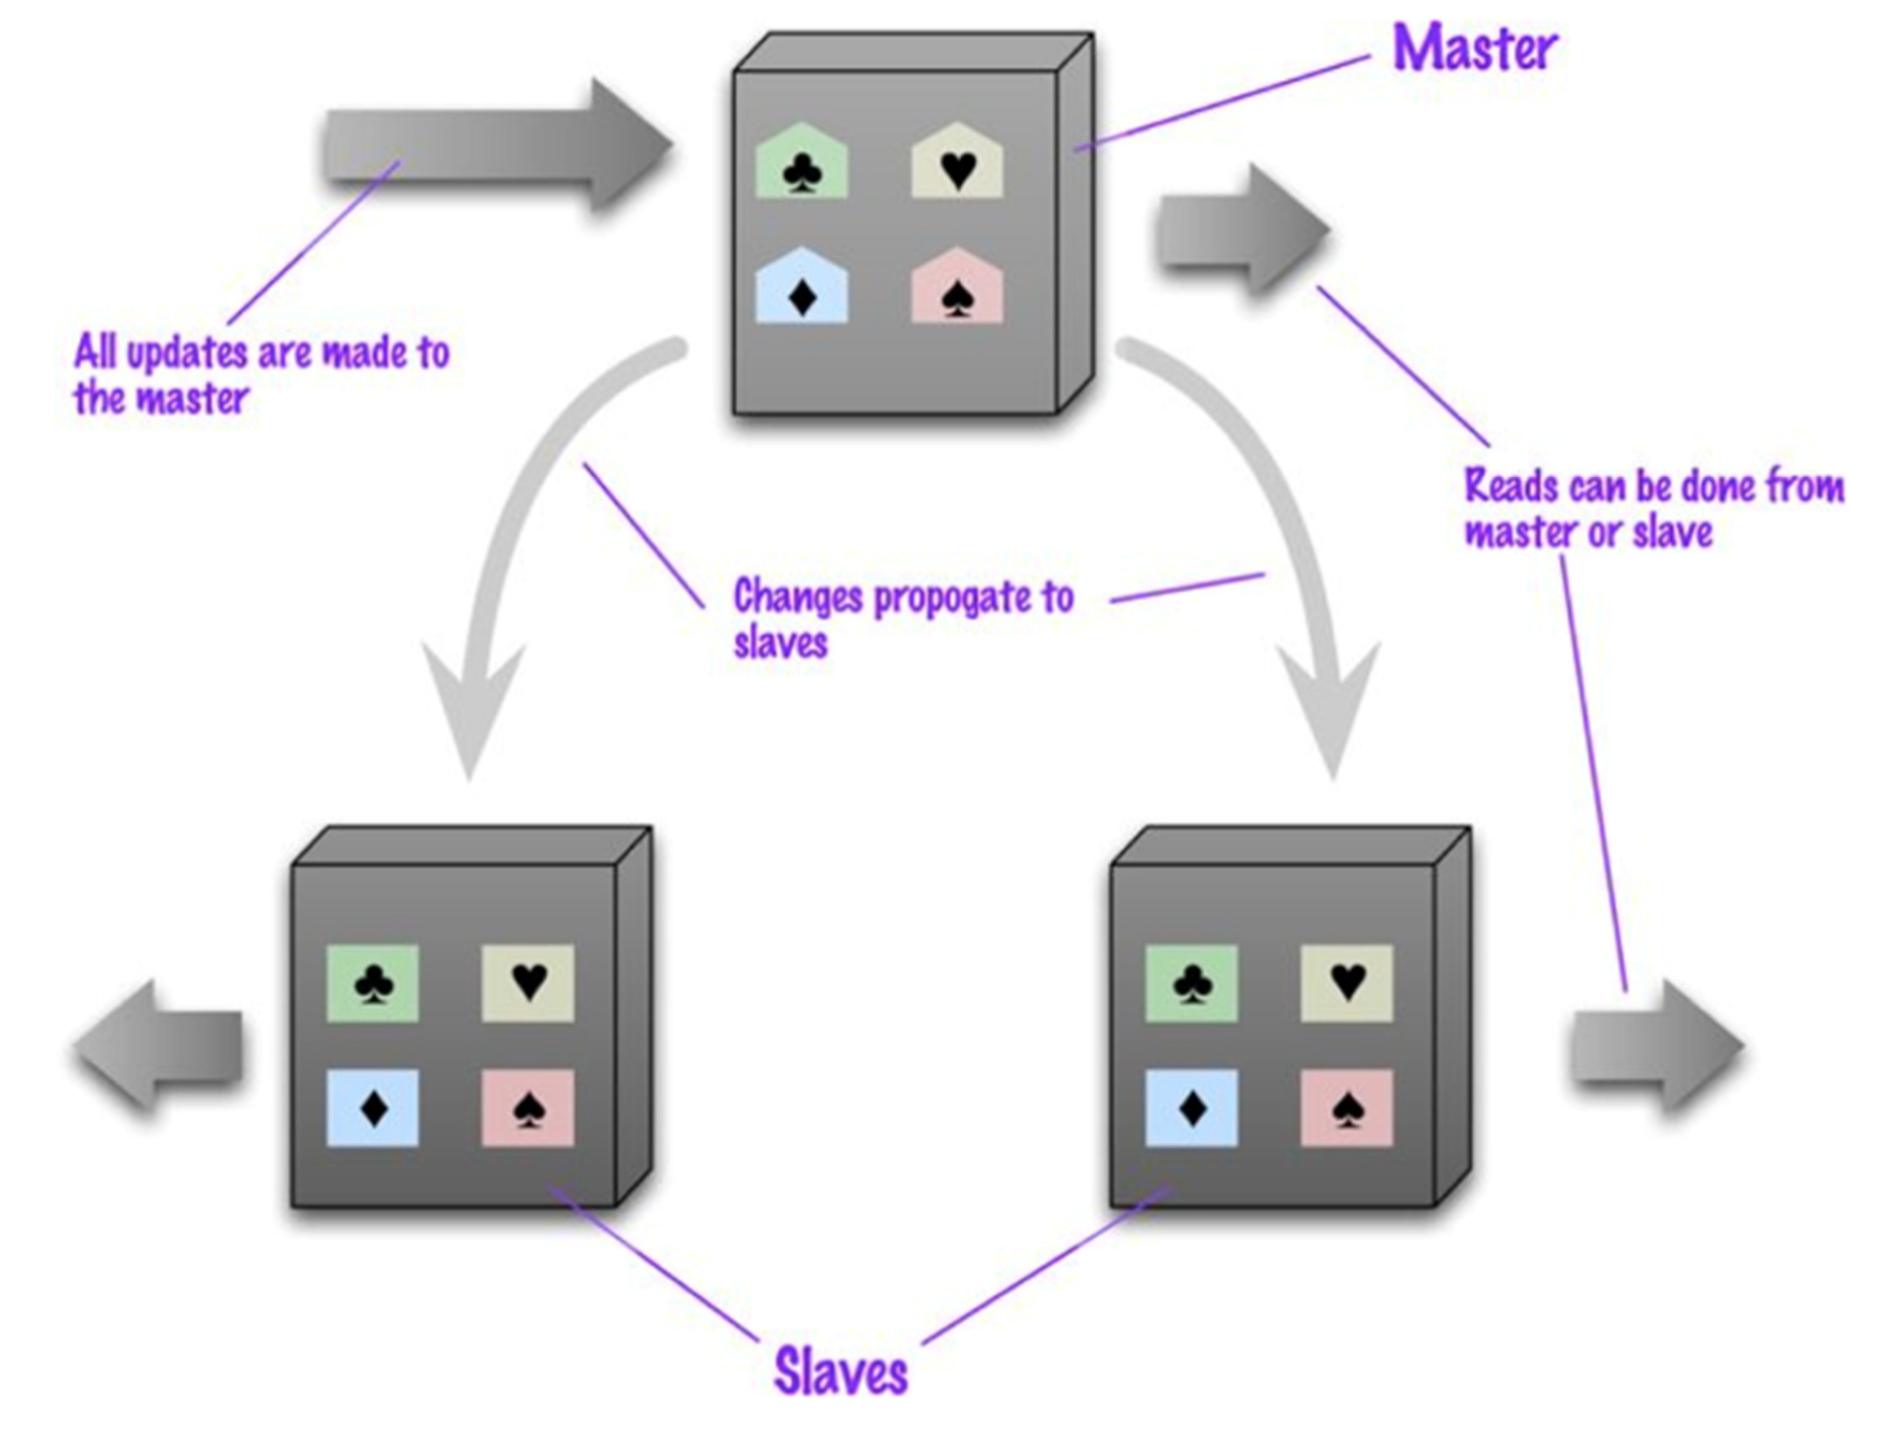 Master
All updates are made to
the master
Reads can be done from
master or slave
Changes propogate to
slaves
Slaves